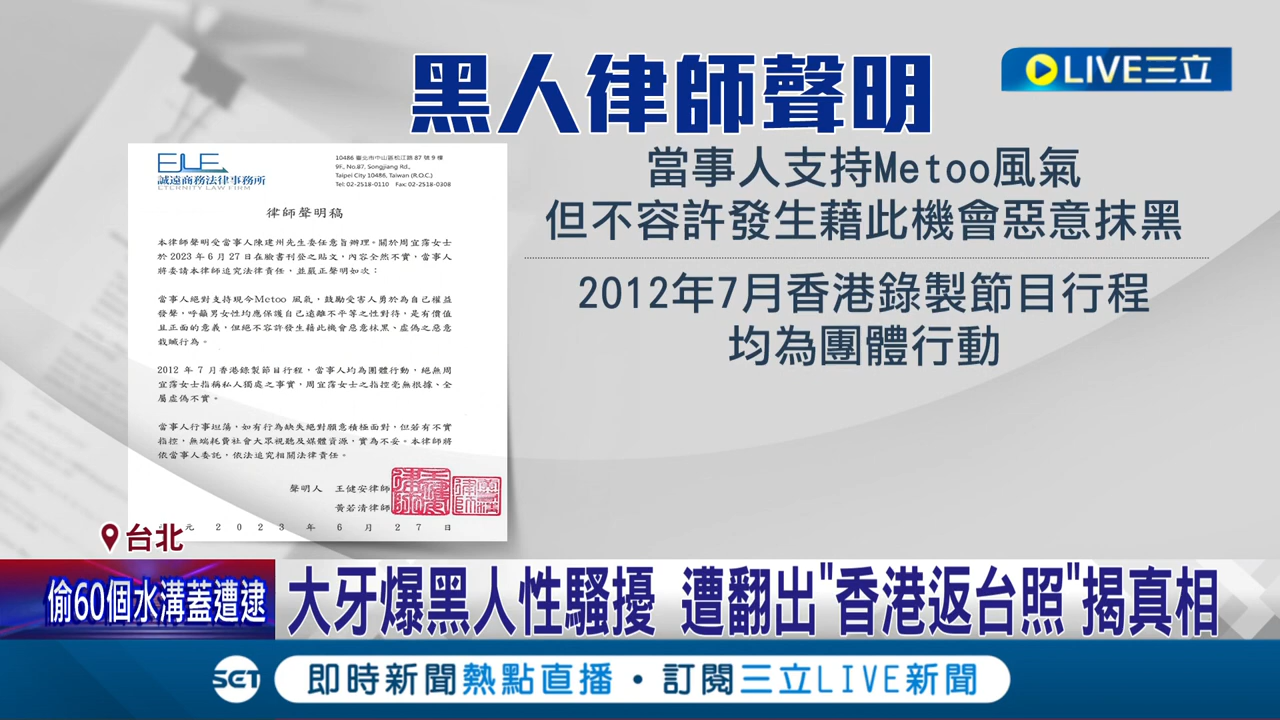 黑人律師聲明
LIVE三立
當事人支持Metoo風氣
但不容許發生藉此機會惡意抹黑
2012年7月香港錄製節目行程
均為團體行動
誠遠商務法律事務所
ETERNITY LAW FIRM
10486 臺北市中山區松江路 87 號 9 樓
9F., No.87, Songjiang Rd.,
Taipei City 10486, Taiwan (R.O.C.)
Tel: 02-2518-0110 Fax: 02-2518-0308
律師聲明稿
本律師聲明受當事人陳建州先生委任意旨辦理。關於周宜霈女士
於 2023 年 6 月 27 日在臉書刊登之貼文，內容全然不實，當事人
將委請本律師追究法律責任，並嚴正聲明如次：
當事人絕對支持現今Metoo 風氣，鼓勵受害人勇於為自己權益
發聲，呼籲男女性均應保護自己遠離不平等之性對待，是有價值
且正面的意義，但絕不容許發生藉此機會惡意抹黑、虛偽之惡意
栽贓行為。
2012 年 7 月香港錄製節目行程，當事人均為團體行動，絕無周
宜霈女士指稱私人獨處之事實，周宜霈女士之指控毫無根據、全
屬虛偽不實。
當事人行事坦蕩，如有行為缺失絕對願意積極面對，但若有不實
指控，無端耗費社會大眾視聽及媒體資源，實為不妥。本律師將
依當事人委託，依法追究相關法律責任。
聲明人 王健安律師
黃若清律師
元 2 0 2 3 年 6 月 2 7 日
台北
偷60個水溝蓋遭逮
大牙爆黑人性騷擾 遭翻出"香港返台照"揭真相
SET 即時新聞熱點直播・訂閱三立LIVE新聞